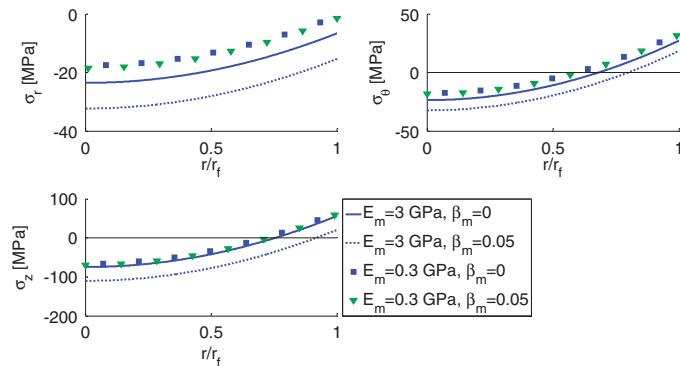 σr [MPa]
0
-20
-40
0
0.5
1
r/rf
σθ [MPa]
50
0
-50
0
0.5
1
r/rf
σz [MPa]
100
0
-100
-200
0
0.5
1
r/rf
Em=3 GPa, βm=0
Em=3 GPa, βm=0.05
Em=0.3 GPa, βm=0
Em=0.3 GPa, βm=0.05